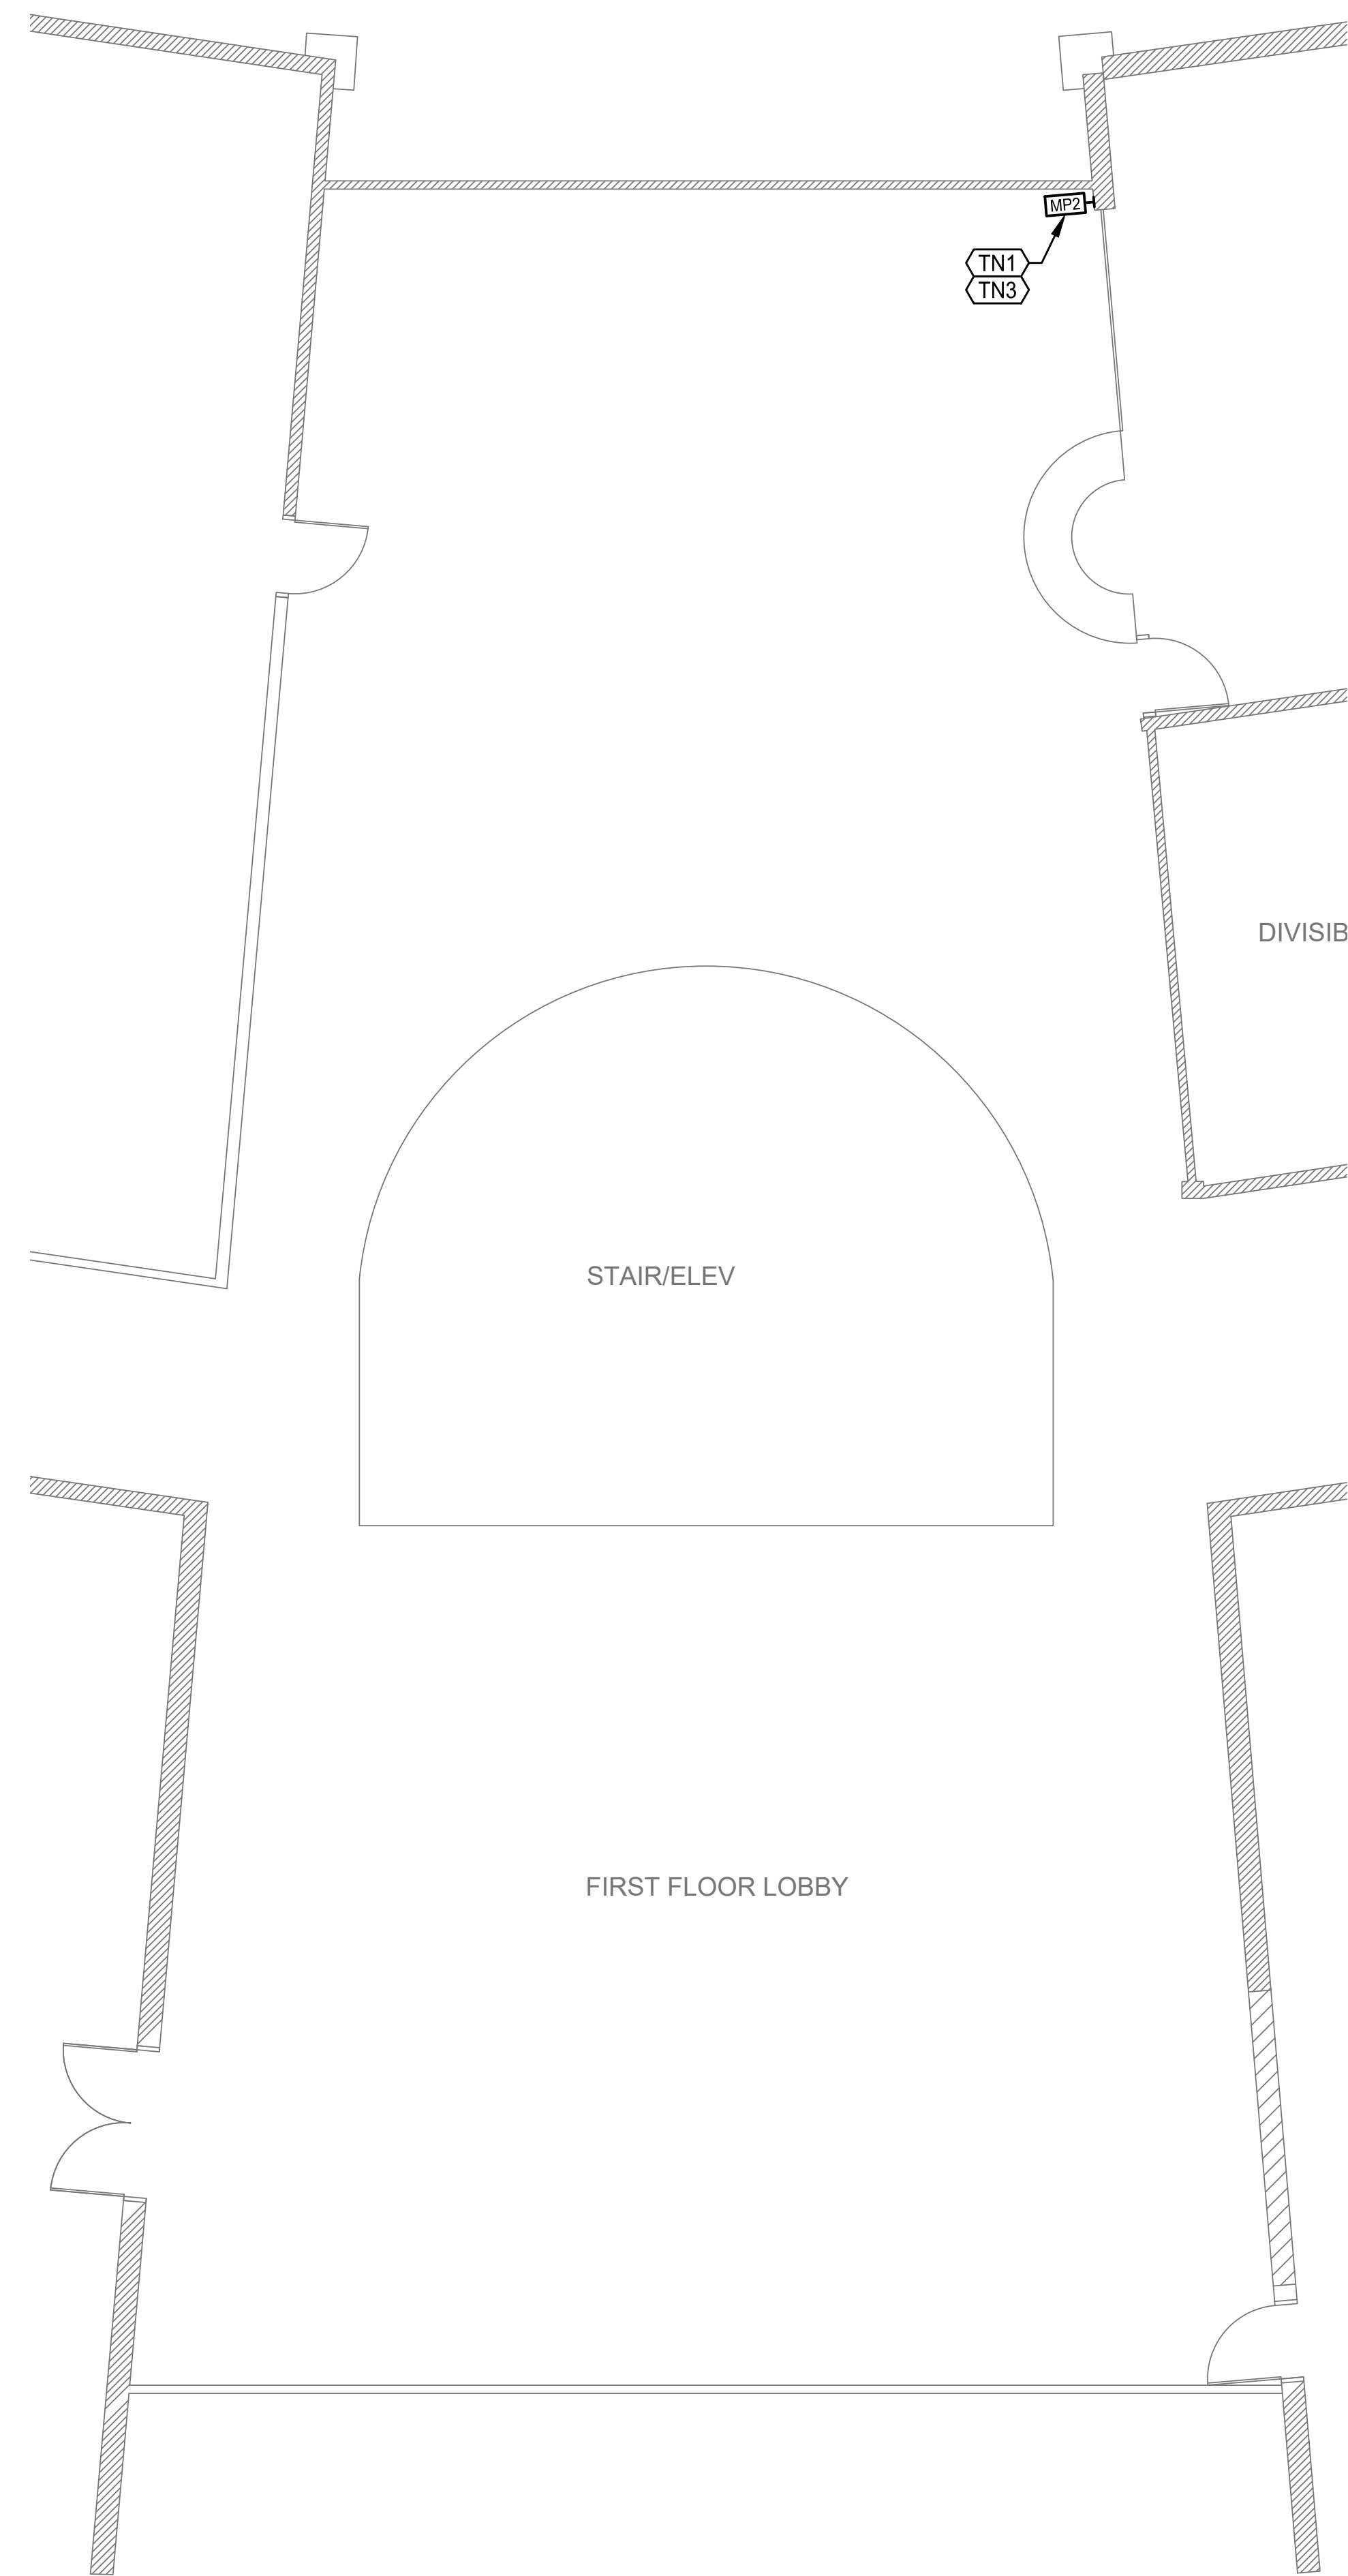 MP2
TN1
TN3
DIVISIB
STAIR/ELEV
FIRST FLOOR LOBBY